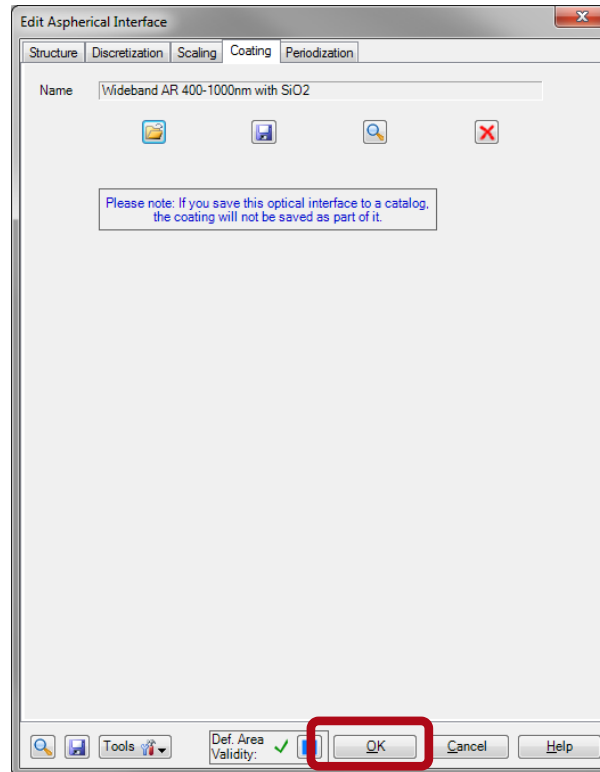 Edit Aspherical Interface
Structure Discretization Scaling Coating Periodization
Name Wideband AR 400-1000nm with SiO2
Please note: If you save this optical interface to a catalog,
the coating will not be saved as part of it.
Tools Def. Area Validity: OK Cancel Help